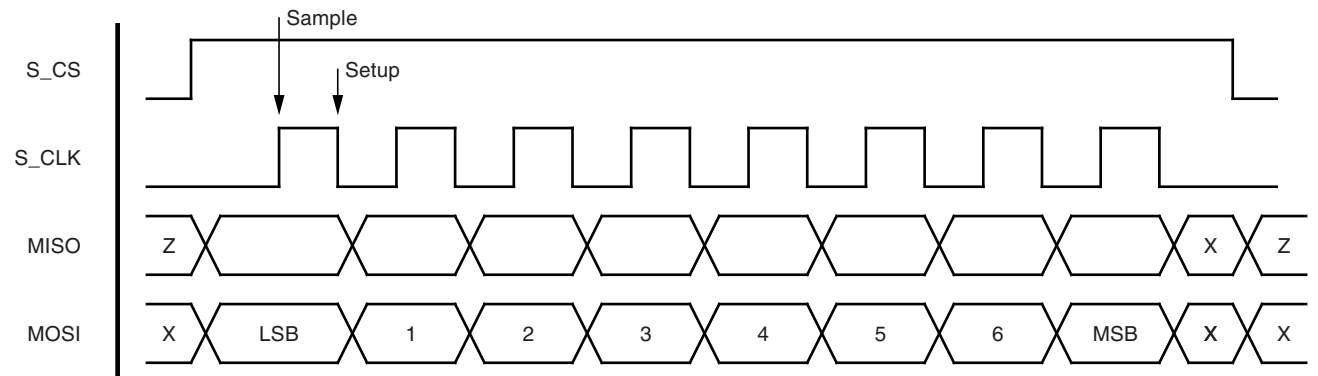 Sample
S_CS
Setup
S_CLK
MISO Z X Z
MOSI X LSB 1 2 3 4 5 6 MSB X X